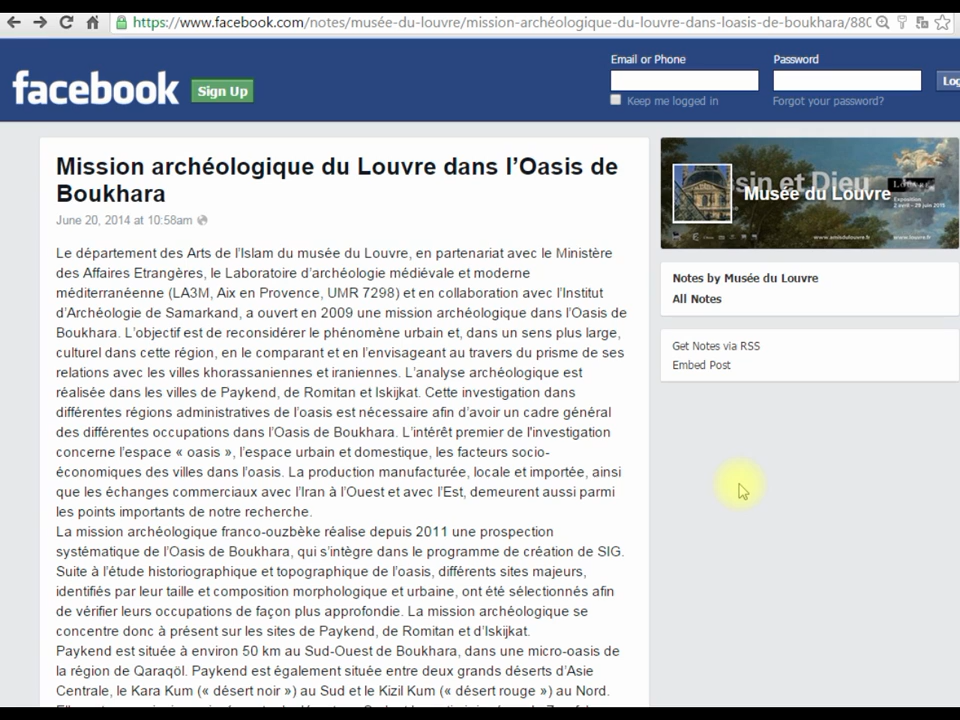 https://www.facebook.com/notes/musée-du-louvre/mission-archéologique-du-louvre-dans-loasis-de-boukhara/880
facebook
Sign Up
Email or Phone
Password
Keep me logged in
Forgot your password?
Log
Mission archéologique du Louvre dans l’Oasis de
Boukhara
June 20, 2014 at 10:58am
Le département des Arts de l’Islam du musée du Louvre, en partenariat avec le Ministère
des Affaires Etrangères, le Laboratoire d’archéologie médiévale et moderne
méditerranéenne (LA3M, Aix en Provence, UMR 7298) et en collaboration avec l’Institut
d’Archéologie de Samarkand, a ouvert en 2009 une mission archéologique dans l’Oasis de
Boukhara. L’objectif est de reconsidérer le phénomène urbain et, dans un sens plus large,
culturel dans cette région, en le comparant et en l’envisageant au travers du prisme de ses
relations avec les villes khorassaniennes et iraniennes. L’analyse archéologique est
réalisée dans les villes de Paykend, de Romitan et Iskijkat. Cette investigation dans
différentes régions administratives de l’oasis est nécessaire afin d’avoir un cadre général
des différentes occupations dans l’Oasis de Boukhara. L’intérêt premier de l'investigation
concerne l’espace « oasis », l’espace urbain et domestique, les facteurs socio-
économiques des villes dans l’oasis. La production manufacturée, locale et importée, ainsi
que les échanges commerciaux avec l’Iran à l’Ouest et avec l’Est, demeurent aussi parmi
les points importants de notre recherche.
La mission archéologique franco-ouzbèke réalise depuis 2011 une prospection
systématique de l’Oasis de Boukhara, qui s’intègre dans le programme de création de SIG.
Suite à l’étude historiographique et topographique de l’oasis, différents sites majeurs,
identifiés par leur taille et composition morphologique et urbaine, ont été sélectionnés afin
de vérifier leurs occupations de façon plus approfondie. La mission archéologique se
concentre donc à présent sur les sites de Paykend, de Romitan et d’Iskijkat.
Paykend est située à environ 50 km au Sud-Ouest de Boukhara, dans une micro-oasis de
la région de Qaraqöl. Paykend est également située entre deux grands déserts d’Asie
Centrale, le Kara Kum (« désert noir ») au Sud et le Kizil Kum (« désert rouge ») au Nord.
ssin et Dieu
Musée du Louvre
Exposition
2 avril - 29 juin 2015
www.amisdulouvre.fr
www.louvre.fr
Notes by Musée du Louvre
All Notes
Get Notes via RSS
Embed Post